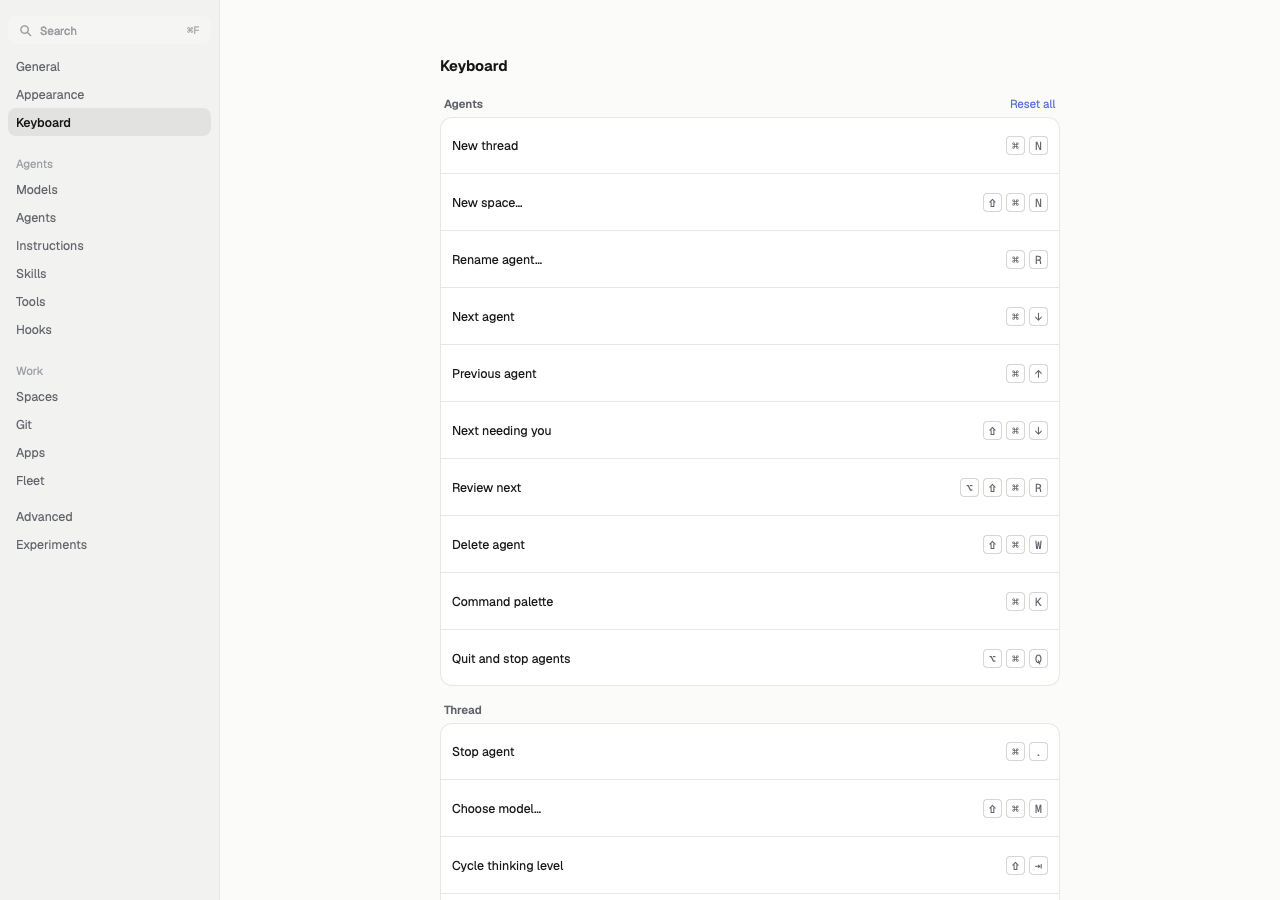 Search ⌘F
General
Appearance
Keyboard
Agents
Models
Agents
Instructions
Skills
Tools
Hooks
Work
Spaces
Git
Apps
Fleet
Advanced
Experiments
Keyboard
Agents Reset all
New thread ⌘ N
New space… ⇧ ⌘ N
Rename agent… ⌘ R
Next agent ⌘ ↓
Previous agent ⌘ ↑
Next needing you ⇧ ⌘ ↓
Review next ⌥ ⇧ ⌘ R
Delete agent ⇧ ⌘ W
Command palette ⌘ K
Quit and stop agents ⌥ ⌘ Q
Thread
Stop agent ⌘ .
Choose model… ⇧ ⌘ M
Cycle thinking level ⇧ ⇥